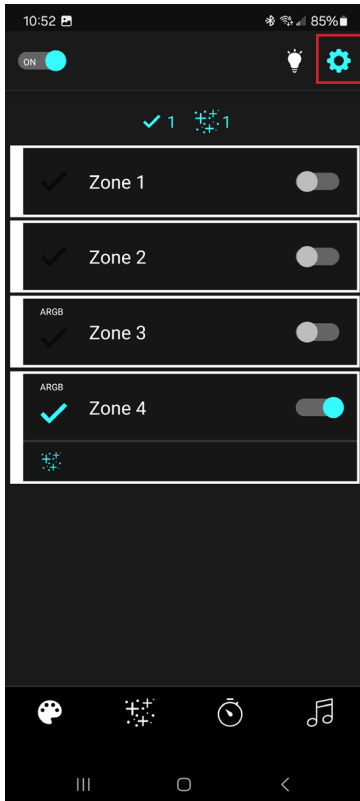 10:52 85%
ON
1 1
Zone 1
Zone 2
ARGB
Zone 3
ARGB
Zone 4